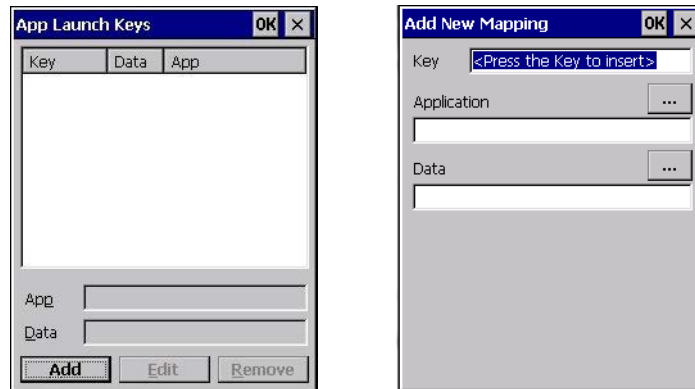 App Launch Keys OK ×
Key Data App
App
Data
Add Edit Remove
Add New Mapping OK ×
Key <Press the Key to insert>
Application ...
Data ...